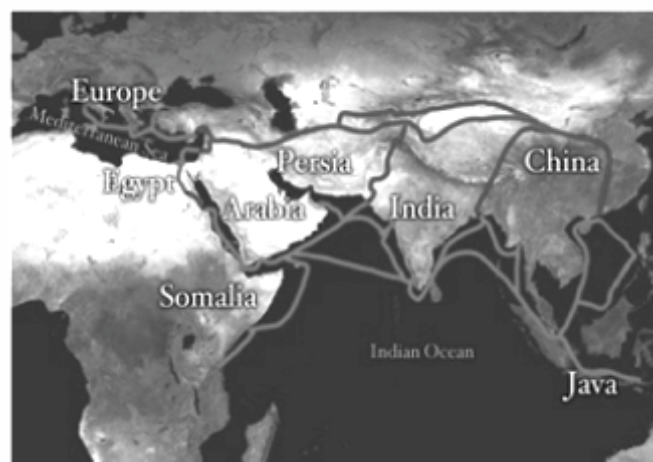 Europe
Mediterranean Sea
Egypt
Arabia
Persia
India
China
Somalia
Indian Ocean
Java